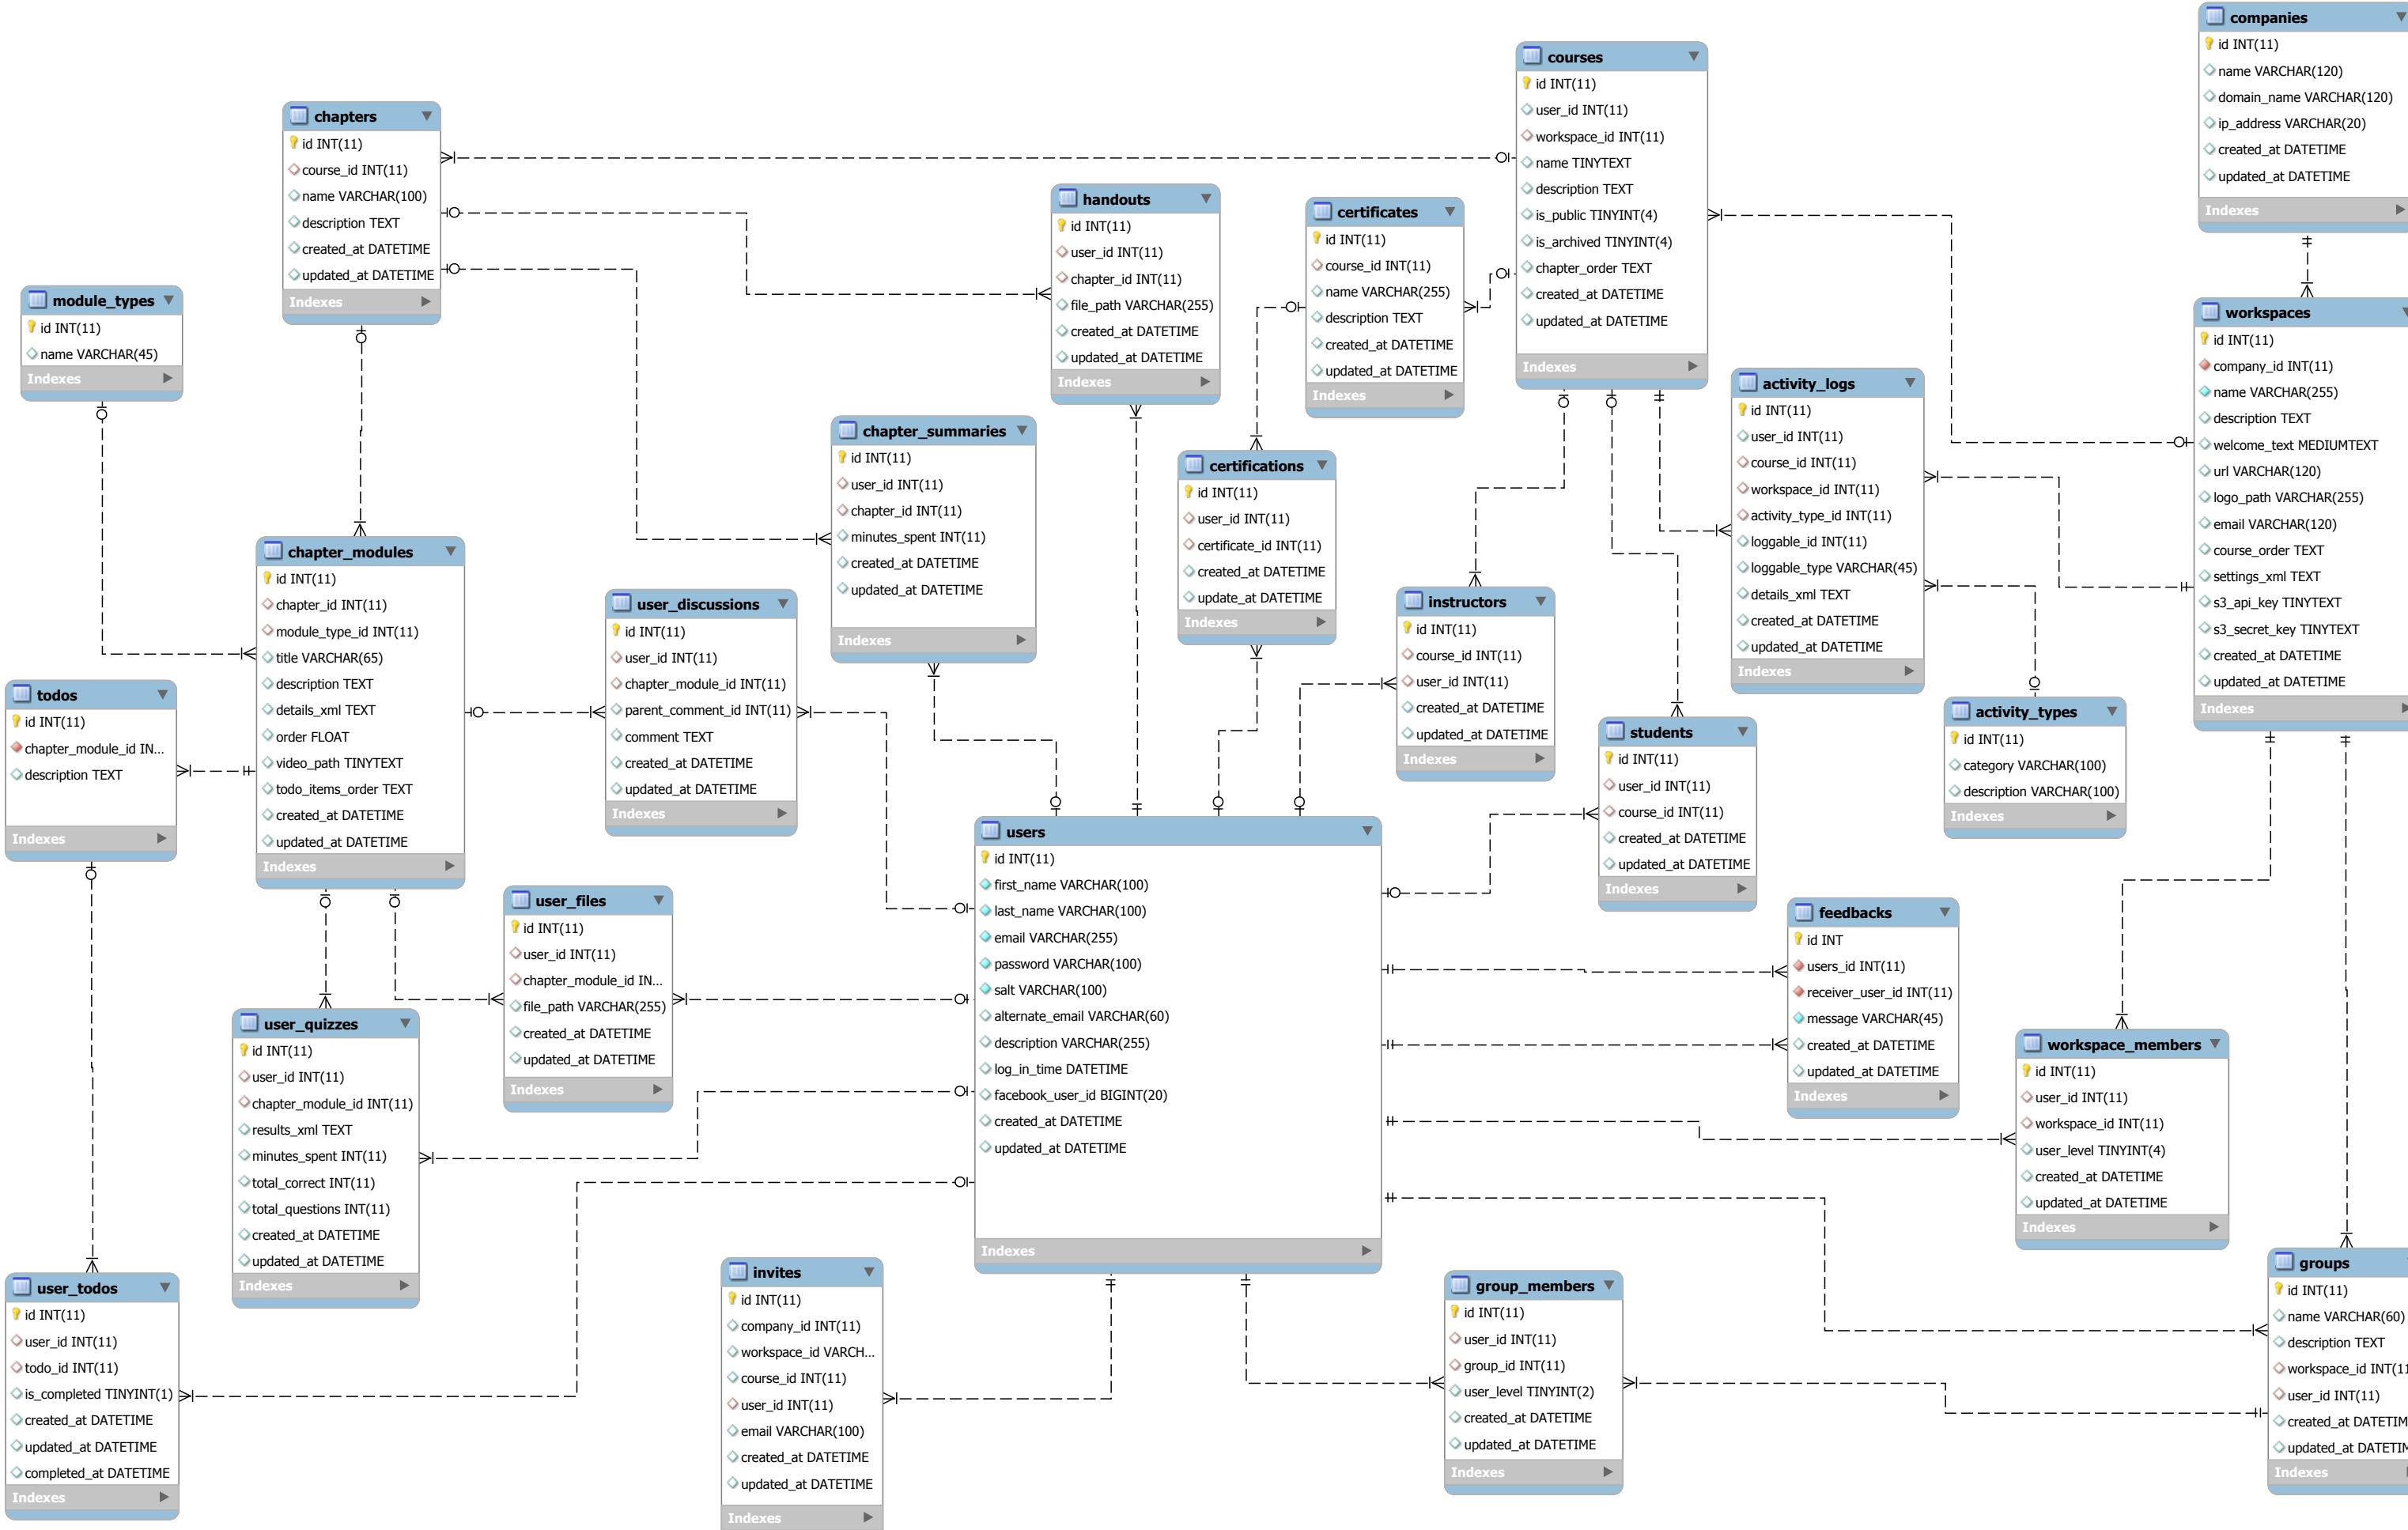 companies
id INT(11)
name VARCHAR(120)
domain_name VARCHAR(120)
ip_address VARCHAR(20)
created_at DATETIME
updated_at DATETIME
Indexes
courses
id INT(11)
user_id INT(11)
workspace_id INT(11)
name TINYTEXT
description TEXT
is_public TINYINT(4)
is_archived TINYINT(4)
chapter_order TEXT
created_at DATETIME
updated_at DATETIME
Indexes
chapters
id INT(11)
course_id INT(11)
name VARCHAR(100)
description TEXT
created_at DATETIME
updated_at DATETIME
Indexes
handouts
id INT(11)
user_id INT(11)
chapter_id INT(11)
file_path VARCHAR(255)
created_at DATETIME
updated_at DATETIME
Indexes
certificates
id INT(11)
course_id INT(11)
name VARCHAR(255)
description TEXT
created_at DATETIME
updated_at DATETIME
Indexes
module_types
id INT(11)
name VARCHAR(45)
Indexes
workspaces
id INT(11)
company_id INT(11)
name VARCHAR(255)
description TEXT
welcome_text MEDIUMTEXT
url VARCHAR(120)
logo_path VARCHAR(255)
email VARCHAR(120)
course_order TEXT
settings_xml TEXT
s3_api_key TINYTEXT
s3_secret_key TINYTEXT
created_at DATETIME
updated_at DATETIME
Indexes
activity_logs
id INT(11)
user_id INT(11)
course_id INT(11)
workspace_id INT(11)
activity_type_id INT(11)
loggable_id INT(11)
loggable_type VARCHAR(45)
details_xml TEXT
created_at DATETIME
updated_at DATETIME
Indexes
chapter_summaries
id INT(11)
user_id INT(11)
chapter_id INT(11)
minutes_spent INT(11)
created_at DATETIME
updated_at DATETIME
Indexes
certifications
id INT(11)
user_id INT(11)
certificate_id INT(11)
created_at DATETIME
update_at DATETIME
Indexes
chapter_modules
id INT(11)
chapter_id INT(11)
module_type_id INT(11)
title VARCHAR(65)
description TEXT
details_xml TEXT
order FLOAT
video_path TINYTEXT
todo_items_order TEXT
created_at DATETIME
updated_at DATETIME
Indexes
user_discussions
id INT(11)
user_id INT(11)
chapter_module_id INT(11)
parent_comment_id INT(11)
comment TEXT
created_at DATETIME
updated_at DATETIME
Indexes
instructors
id INT(11)
course_id INT(11)
user_id INT(11)
created_at DATETIME
updated_at DATETIME
Indexes
todos
id INT(11)
chapter_module_id IN...
description TEXT
Indexes
activity_types
id INT(11)
category VARCHAR(100)
description VARCHAR(100)
Indexes
students
id INT(11)
user_id INT(11)
course_id INT(11)
created_at DATETIME
updated_at DATETIME
Indexes
users
id INT(11)
first_name VARCHAR(100)
last_name VARCHAR(100)
email VARCHAR(255)
password VARCHAR(100)
salt VARCHAR(100)
alternate_email VARCHAR(60)
description VARCHAR(255)
log_in_time DATETIME
facebook_user_id BIGINT(20)
created_at DATETIME
updated_at DATETIME
Indexes
user_files
id INT(11)
user_id INT(11)
chapter_module_id IN...
file_path VARCHAR(255)
created_at DATETIME
updated_at DATETIME
Indexes
feedbacks
id INT
users_id INT(11)
receiver_user_id INT(11)
message VARCHAR(45)
created_at DATETIME
updated_at DATETIME
Indexes
user_quizzes
id INT(11)
user_id INT(11)
chapter_module_id INT(11)
results_xml TEXT
minutes_spent INT(11)
total_correct INT(11)
total_questions INT(11)
created_at DATETIME
updated_at DATETIME
Indexes
workspace_members
id INT(11)
user_id INT(11)
workspace_id INT(11)
user_level TINYINT(4)
created_at DATETIME
updated_at DATETIME
Indexes
user_todos
id INT(11)
user_id INT(11)
todo_id INT(11)
is_completed TINYINT(1)
created_at DATETIME
updated_at DATETIME
completed_at DATETIME
Indexes
invites
id INT(11)
company_id INT(11)
workspace_id VARCH...
course_id INT(11)
user_id INT(11)
email VARCHAR(100)
created_at DATETIME
updated_at DATETIME
Indexes
group_members
id INT(11)
user_id INT(11)
group_id INT(11)
user_level TINYINT(2)
created_at DATETIME
updated_at DATETIME
Indexes
groups
id INT(11)
name VARCHAR(60)
description TEXT
workspace_id INT(11
user_id INT(11)
created_at DATETIM
updated_at DATETIM
Indexes